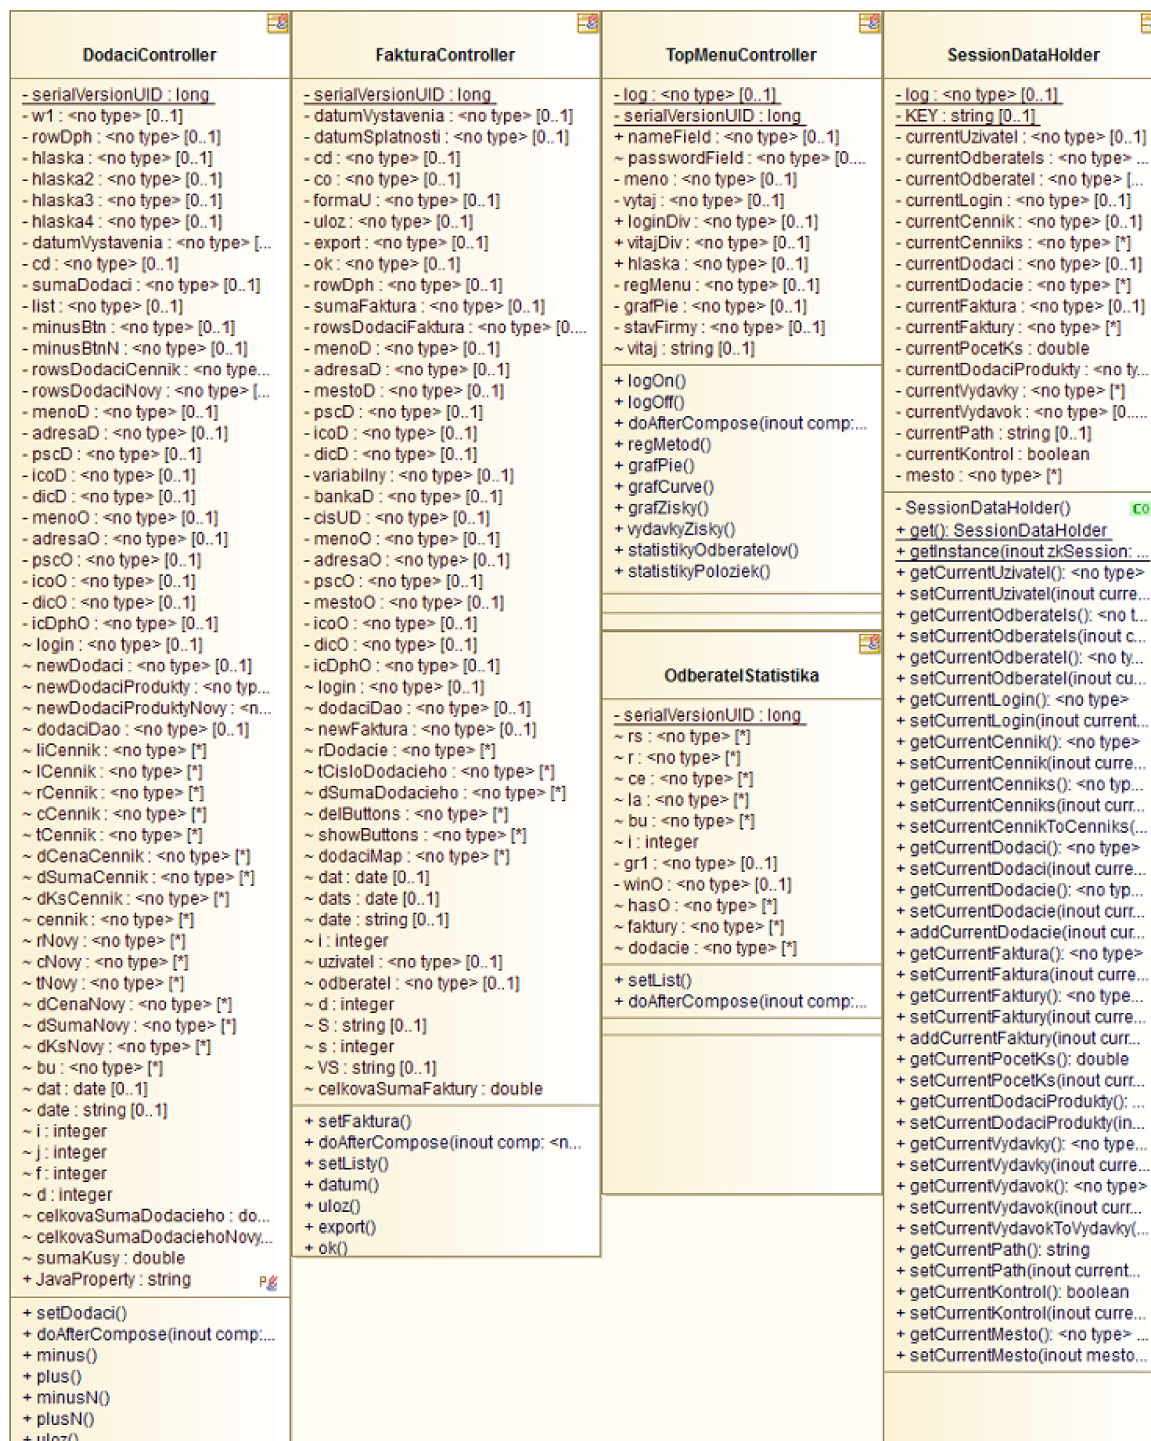 DodaciController
- serialVersionUID : long
- w1 : <no type> [0..1]
- rowDph : <no type> [0..1]
- hlaska : <no type> [0..1]
- hlaska2 : <no type> [0..1]
- hlaska3 : <no type> [0..1]
- hlaska4 : <no type> [0..1]
- datumVystavenia : <no type> [...
- cd : <no type> [0..1]
- sumaDodaci : <no type> [0..1]
- list : <no type> [0..1]
- minusBtn : <no type> [0..1]
- minusBtnN : <no type> [0..1]
- rowsDodaciCennik : <no type...
- rowsDodaciNovy : <no type> [...
- menoD : <no type> [0..1]
- adresaD : <no type> [0..1]
- pscD : <no type> [0..1]
- icoD : <no type> [0..1]
- dicD : <no type> [0..1]
- menoO : <no type> [0..1]
- adresaO : <no type> [0..1]
- pscO : <no type> [0..1]
- icoO : <no type> [0..1]
- dicO : <no type> [0..1]
- icDphO : <no type> [0..1]
~ login : <no type> [0..1]
~ newDodaci : <no type> [0..1]
~ newDodaciProdukty : <no typ...
~ newDodaciProduktyNovy : <n...
~ dodaciDao : <no type> [0..1]
~ liCennik : <no type> [*]
~ lCennik : <no type> [*]
~ rCennik : <no type> [*]
~ cCennik : <no type> [*]
~ tCennik : <no type> [*]
~ dCenaCennik : <no type> [*]
~ dSumaCennik : <no type> [*]
~ dKsCennik : <no type> [*]
~ cennik : <no type> [*]
~ rNovy : <no type> [*]
~ cNovy : <no type> [*]
~ tNovy : <no type> [*]
~ dCenaNovy : <no type> [*]
~ dSumaNovy : <no type> [*]
~ dKsNovy : <no type> [*]
~ bu : <no type> [*]
~ dat : date [0..1]
~ date : string [0..1]
~ i : integer
~ j : integer
~ f : integer
~ d : integer
~ celkovaSumaDodacieho : do...
~ celkovaSumaDodaciehoNovy...
~ sumaKusy : double
+ JavaProperty : string
+ setDodaci()
+ doAfterCompose(inout comp:...
+ minus()
+ plus()
+ minusN()
+ plusN()
+ uloz()
FakturaController
- serialVersionUID : long
- datumVystavenia : <no type> [0..1]
- datumSplatnosti : <no type> [0..1]
- cd : <no type> [0..1]
- co : <no type> [0..1]
- formaU : <no type> [0..1]
- uloz : <no type> [0..1]
- export : <no type> [0..1]
- ok : <no type> [0..1]
- rowDph : <no type> [0..1]
- sumaFaktura : <no type> [0..1]
- rowsDodaciFaktura : <no type> [0....
- menoD : <no type> [0..1]
- adresaD : <no type> [0..1]
- mestoD : <no type> [0..1]
- pscD : <no type> [0..1]
- icoD : <no type> [0..1]
- dicD : <no type> [0..1]
- variabilny : <no type> [0..1]
- bankaD : <no type> [0..1]
- cisUD : <no type> [0..1]
- menoO : <no type> [0..1]
- adresaO : <no type> [0..1]
- pscO : <no type> [0..1]
- mestoO : <no type> [0..1]
- icoO : <no type> [0..1]
- dicO : <no type> [0..1]
- icDphO : <no type> [0..1]
~ login : <no type> [0..1]
~ dodaciDao : <no type> [0..1]
~ newFaktura : <no type> [0..1]
~ rDodacie : <no type> [*]
~ tCisloDodacieho : <no type> [*]
~ dSumaDodacieho : <no type> [*]
~ delButtons : <no type> [*]
~ showButtons : <no type> [*]
~ dodaciMap : <no type> [*]
~ dat : date [0..1]
~ dats : date [0..1]
~ date : string [0..1]
~ i : integer
~ uzivatel : <no type> [0..1]
~ odberatel : <no type> [0..1]
~ d : integer
~ S : string [0..1]
~ s : integer
~ VS : string [0..1]
~ celkovaSumaFaktury : double
+ setFaktura()
+ doAfterCompose(inout comp: <n...
+ setListy()
+ datum()
+ uloz()
+ export()
+ ok()
TopMenuController
- log : <no type> [0..1]
- serialVersionUID : long
+ nameField : <no type> [0..1]
~ passwordField : <no type> [0....
- meno : <no type> [0..1]
- vytaj : <no type> [0..1]
+ loginDiv : <no type> [0..1]
+ vitajDiv : <no type> [0..1]
+ hlaska : <no type> [0..1]
- regMenu : <no type> [0..1]
- grafPie : <no type> [0..1]
- stavFirmy : <no type> [0..1]
~ vitaj : string [0..1]
+ logOn()
+ logOff()
+ doAfterCompose(inout comp:...
+ regMetod()
+ grafPie()
+ grafCurve()
+ grafZisky()
+ vydavkyZisky()
+ statistikyOdberatelov()
+ statistikyPoloziek()
OdberatelStatistika
- serialVersionUID : long
~ rs : <no type> [*]
~ r : <no type> [*]
~ ce : <no type> [*]
~ la : <no type> [*]
~ bu : <no type> [*]
~ i : integer
- gr1 : <no type> [0..1]
- winO : <no type> [0..1]
~ hasO : <no type> [*]
~ faktury : <no type> [*]
~ dodacie : <no type> [*]
+ setList()
+ doAfterCompose(inout comp:...
SessionDataHolder
- log : <no type> [0..1]
- KEY : string [0..1]
- currentUzivatel : <no type> [0..1]
- currentOdberatels : <no type> ...
- currentOdberatel : <no type> [...
- currentLogin : <no type> [0..1]
- currentCennik : <no type> [0..1]
- currentCenniks : <no type> [*]
- currentDodaci : <no type> [0..1]
- currentDodacie : <no type> [*]
- currentFaktura : <no type> [0..1]
- currentFaktury : <no type> [*]
- currentPocetKs : double
- currentDodaciProdukty : <no ty...
- currentVydavky : <no type> [*]
- currentVydavok : <no type> [0.....
- currentPath : string [0..1]
- currentKontrol : boolean
- mesto : <no type> [*]
- SessionDataHolder()
+ get(): SessionDataHolder
+ getInstance(inout zkSession: ...
+ getCurrentUzivatel(): <no type>
+ setCurrentUzivatel(inout curre...
+ getCurrentOdberatels(): <no t...
+ setCurrentOdberatels(inout c...
+ getCurrentOdberatel(): <no ty...
+ setCurrentOdberatel(inout cu...
+ getCurrentLogin(): <no type>
+ setCurrentLogin(inout current...
+ getCurrentCennik(): <no type>
+ setCurrentCennik(inout curre...
+ getCurrentCenniks(): <no typ...
+ setCurrentCenniks(inout curr...
+ setCurrentCennikToCenniks(...
+ getCurrentDodaci(): <no type>
+ setCurrentDodaci(inout curre...
+ getCurrentDodacie(): <no typ...
+ setCurrentDodacie(inout curr...
+ addCurrentDodacie(inout cur...
+ getCurrentFaktura(): <no type>
+ setCurrentFaktura(inout curre...
+ getCurrentFaktury(): <no type...
+ setCurrentFaktury(inout curre...
+ addCurrentFaktury(inout curr...
+ getCurrentPocetKs(): double
+ setCurrentPocetKs(inout curr...
+ getCurrentDodaciProdukty(): ...
+ setCurrentDodaciProdukty(in...
+ getCurrentVydavky(): <no type...
+ setCurrentVydavky(inout curre...
+ getCurrentVydavok(): <no type>
+ setCurrentVydavok(inout curr...
+ setCurrentVydavokToVydavky(...
+ getCurrentPath(): string
+ setCurrentPath(inout current...
+ getCurrentKontrol(): boolean
+ setCurrentKontrol(inout curre...
+ getCurrentMesto(): <no type> ...
+ setCurrentMesto(inout mesto...